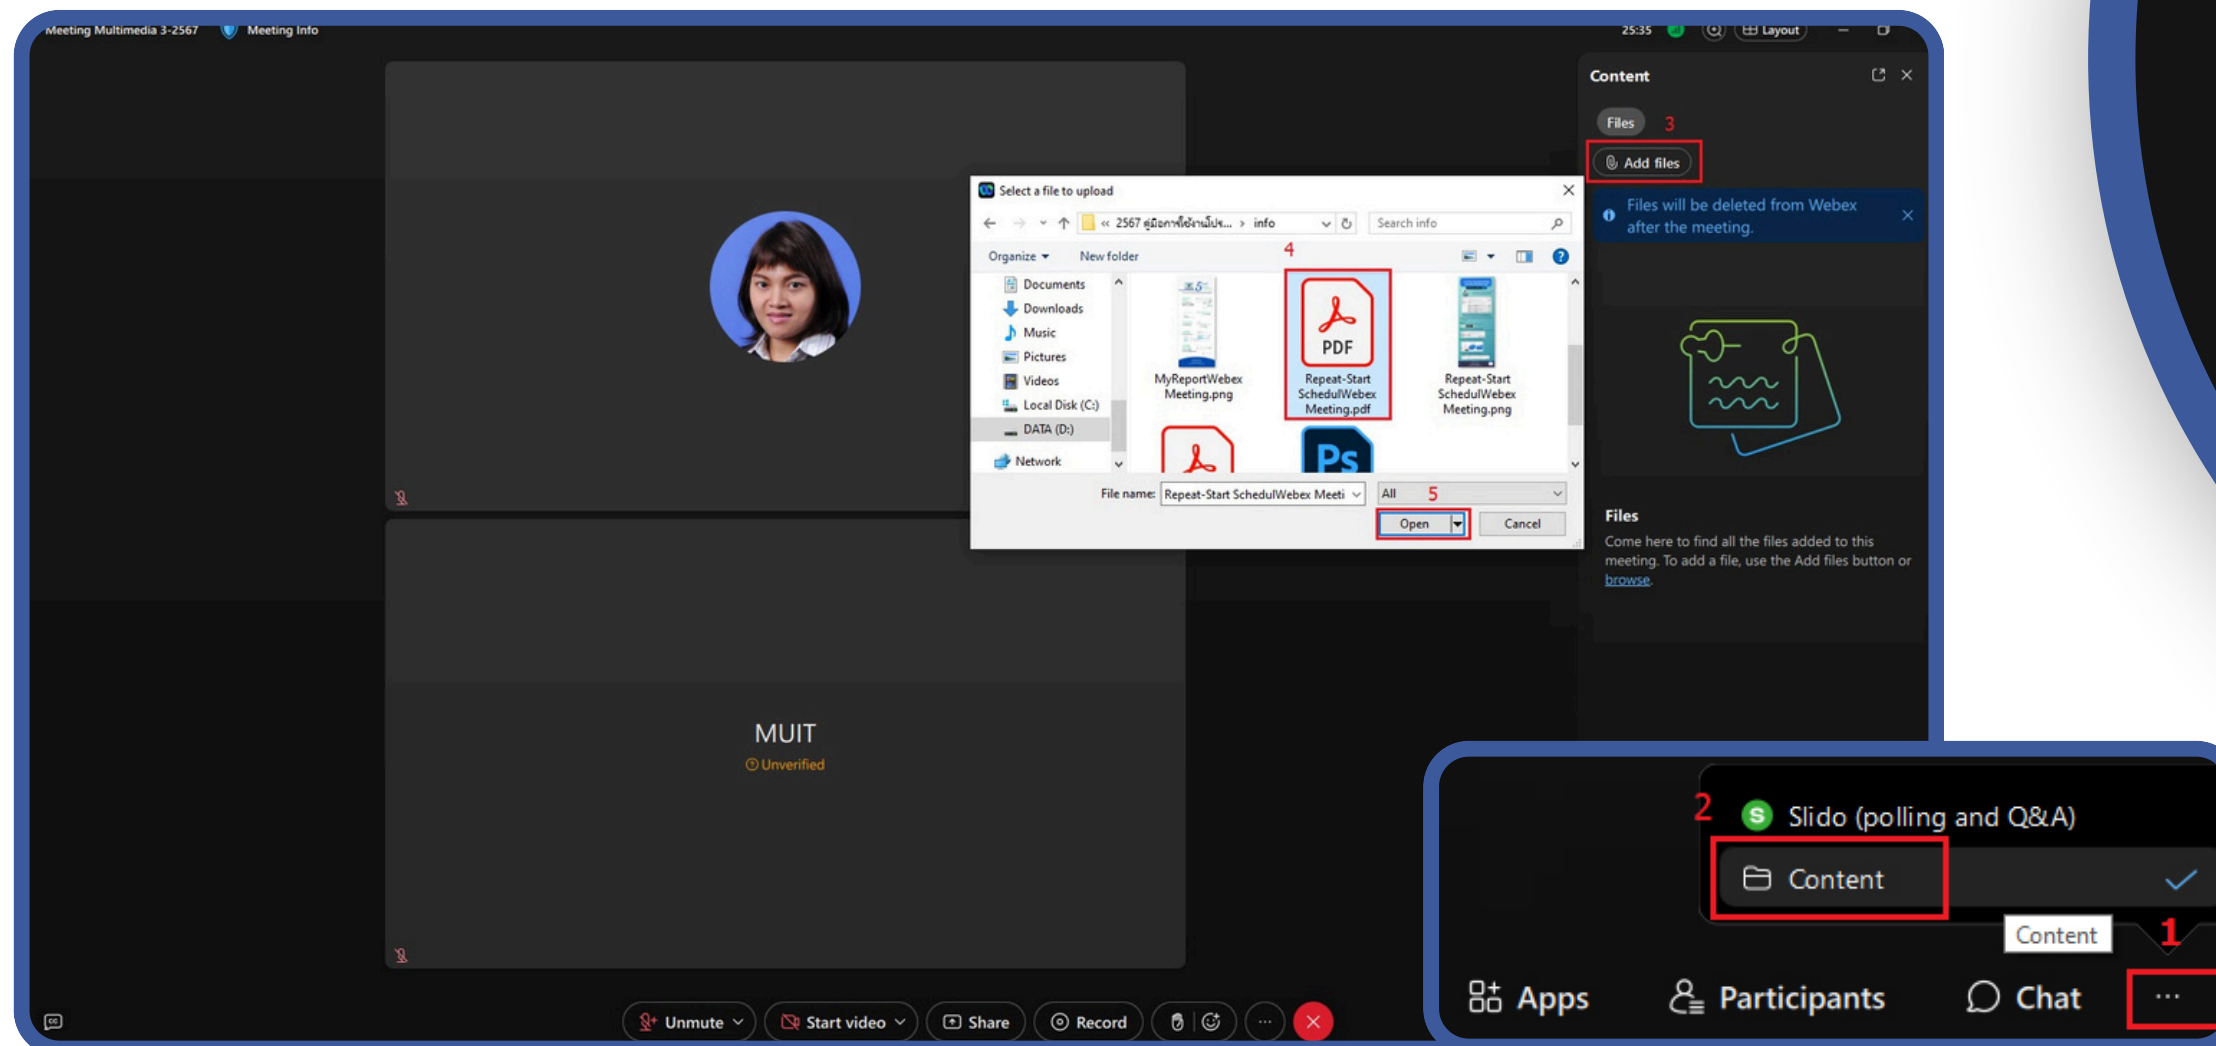 Meeting Multimedia 3-2567 Meeting Info
25:35 Layout
Content
Files 3
Add files
Files will be deleted from Webex
after the meeting.
Select a file to upload
« 2567 คู่มือการใช้งานโปร... > info
Search info
Organize
New folder
4
Documents
Downloads
Music
Pictures
Videos
Local Disk (C:)
DATA (D:)
Network
MyReportWebex
Meeting.png
PDF
Repeat-Start
SchedulWebex
Meeting.pdf
Repeat-Start
SchedulWebex
Meeting.png
Ps
File name: Repeat-Start SchedulWebex Meeti
All 5
Open Cancel
Files
Come here to find all the files added to this
meeting. To add a file, use the Add files button or
browse.
MUIT
Unverified
CC
Unmute Start video Share Record
2 S Slido (polling and Q&A)
Content
Content 1
Apps Participants Chat ...